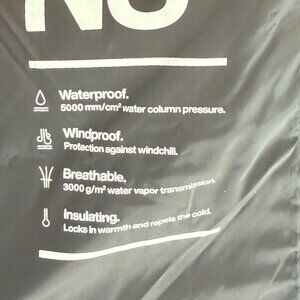 NO
Waterproof.
5000 mm/cm² water column pressure.
Windproof.
Protection against windchill.
Breathable.
3000 g/m² water vapor transmission.
Insulating.
Locks in warmth and repels the cold.